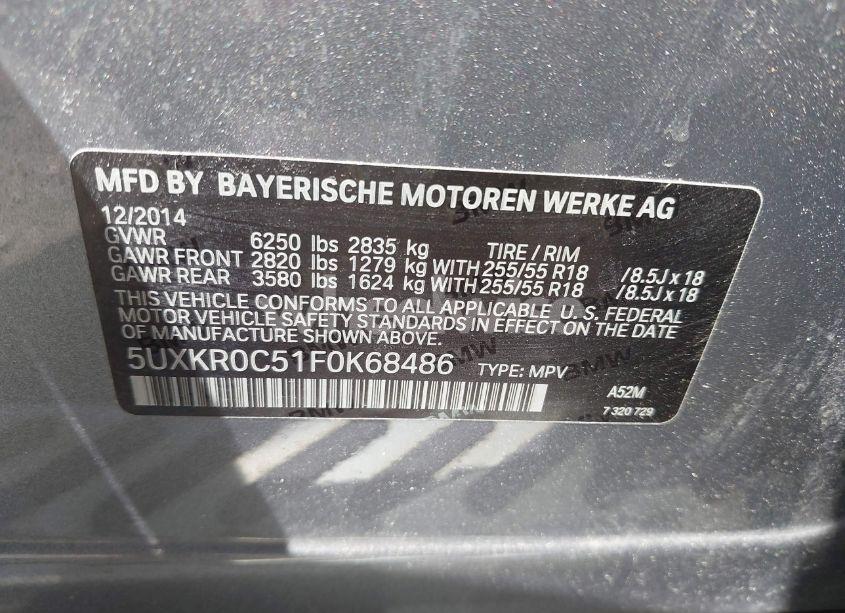 MFD BY BAYERISCHE MOTOREN WERKE AG
12/2014
GVWR 6250 lbs 2835 kg TIRE / RIM
GAWR FRONT 2820 lbs 1279 kg WITH 255/55 R18 /8.5J x 18
GAWR REAR 3580 lbs 1624 kg WITH 255/55 R18 /8.5J x 18
THIS VEHICLE CONFORMS TO ALL APPLICABLE U. S. FEDERAL
MOTOR VEHICLE SAFETY STANDARDS IN EFFECT ON THE DATE
OF MANUFACTURE SHOWN ABOVE.
5UXKR0C51F0K68486 TYPE: MPV
A52M
7 320 729